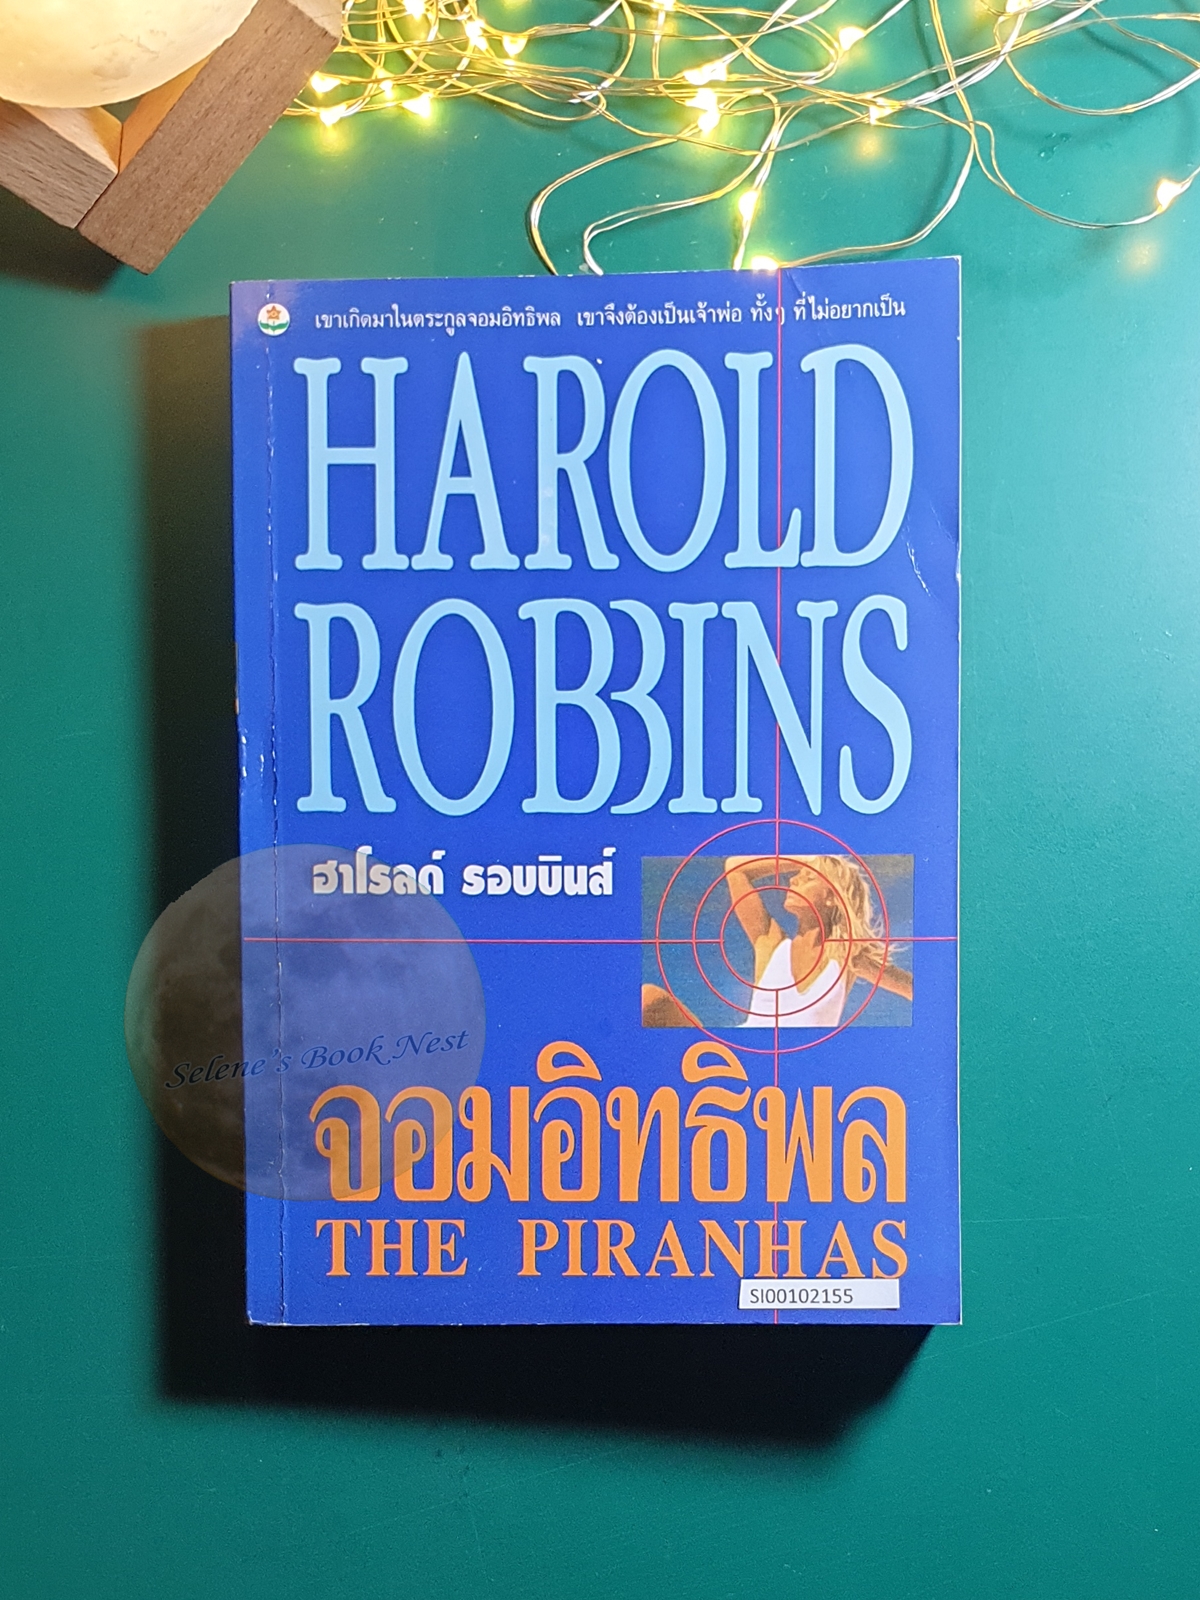 เขาเกิดมาในตระกูลจอมอิทธิพล เขาจึงต้องเป็นเจ้าพ่อ ทั้งๆ ที่ไม่อยากเป็น
HAROLD
ROBBINS
ฮาโรลด์ รอบบินส์
Selene's Book Nest
จอมอิทธิพล
THE PIRANHAS
SI00102155